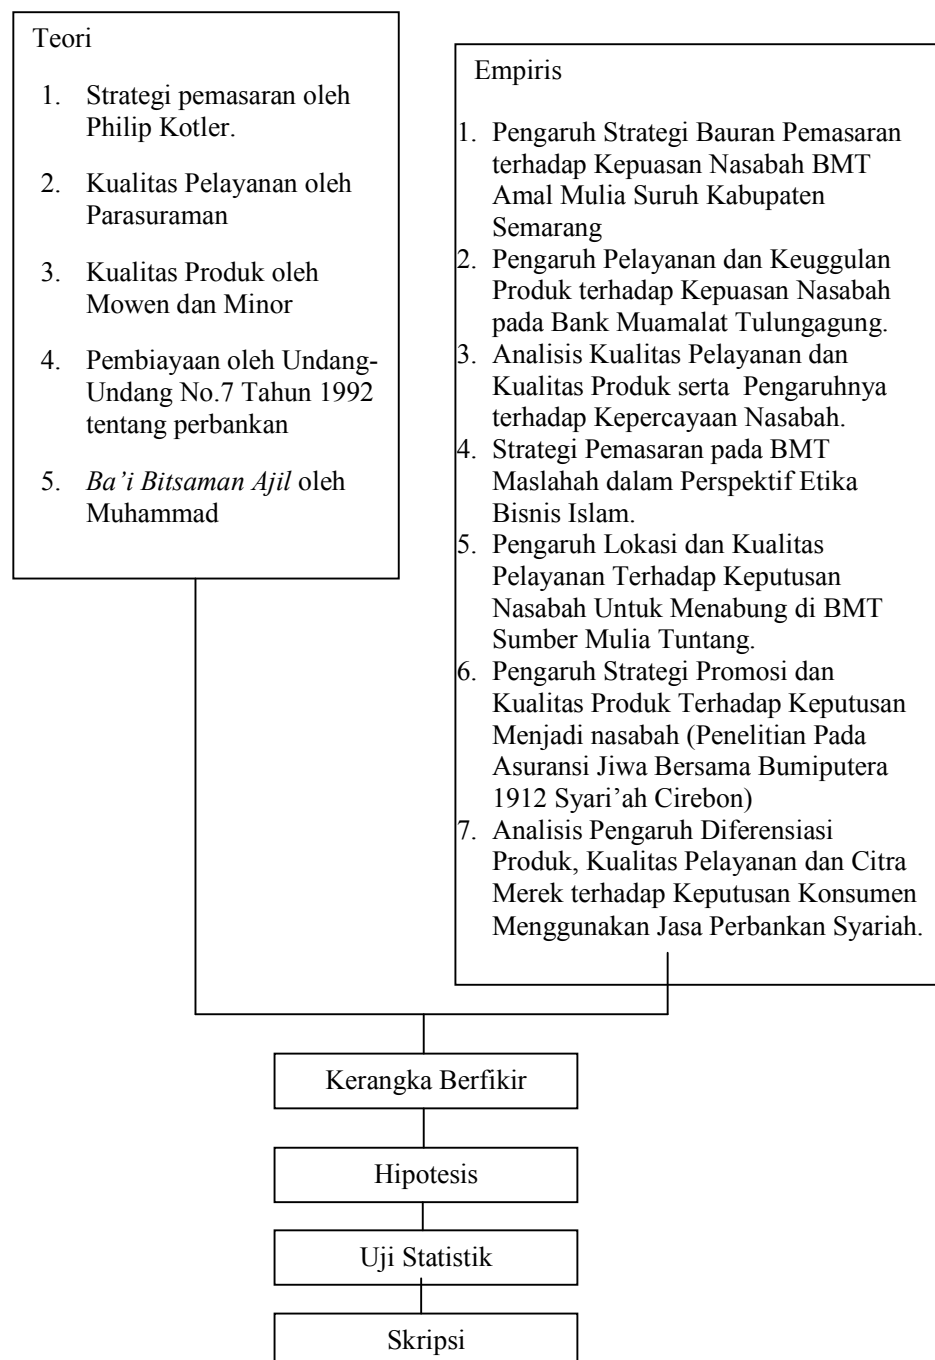 Teori
1. Strategi pemasaran oleh
Philip Kotler.
2. Kualitas Pelayanan oleh
Parasuraman
3. Kualitas Produk oleh
Mowen dan Minor
4. Pembiayaan oleh Undang-
Undang No.7 Tahun 1992
tentang perbankan
5. Ba’i Bitsaman Ajil oleh
Muhammad
Empiris
1. Pengaruh Strategi Bauran Pemasaran
terhadap Kepuasan Nasabah BMT
Amal Mulia Suruh Kabupaten
Semarang
2. Pengaruh Pelayanan dan Keuggulan
Produk terhadap Kepuasan Nasabah
pada Bank Muamalat Tulungagung.
3. Analisis Kualitas Pelayanan dan
Kualitas Produk serta Pengaruhnya
terhadap Kepercayaan Nasabah.
4. Strategi Pemasaran pada BMT
Maslahah dalam Perspektif Etika
Bisnis Islam.
5. Pengaruh Lokasi dan Kualitas
Pelayanan Terhadap Keputusan
Nasabah Untuk Menabung di BMT
Sumber Mulia Tuntang.
6. Pengaruh Strategi Promosi dan
Kualitas Produk Terhadap Keputusan
Menjadi nasabah (Penelitian Pada
Asuransi Jiwa Bersama Bumiputera
1912 Syari’ah Cirebon)
7. Analisis Pengaruh Diferensiasi
Produk, Kualitas Pelayanan dan Citra
Merek terhadap Keputusan Konsumen
Menggunakan Jasa Perbankan Syariah.
Kerangka Berfikir
Hipotesis
Uji Statistik
Skripsi